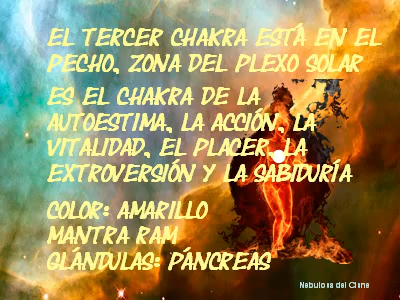 EL TERCER CHAKRA ESTÁ EN EL
PECHO, ZONA DEL PLEXO SOLAR
ES EL CHAKRA DE LA
AUTOESTIMA, LA ACCIÓN, LA
VITALIDAD, EL PLACER, LA
EXTROVERSIÓN Y LA SABIDURÍA
COLOR: AMARILLO
MANTRA RAM
GLÁNDULAS: PÁNCREAS
Nebulosa del Cisne